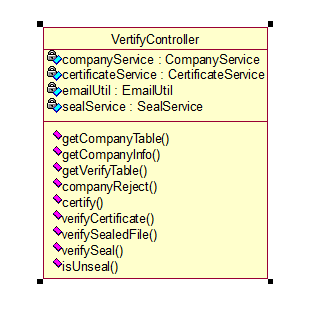 VertifyController
companyService : CompanyService
certificateService : CertificateService
emailUtil : EmailUtil
sealService : SealService
getCompanyTable()
getCompanyInfo()
getVerifyTable()
companyReject()
certify()
verifyCertificate()
verifySealedFile()
verifySeal()
isUnseal()